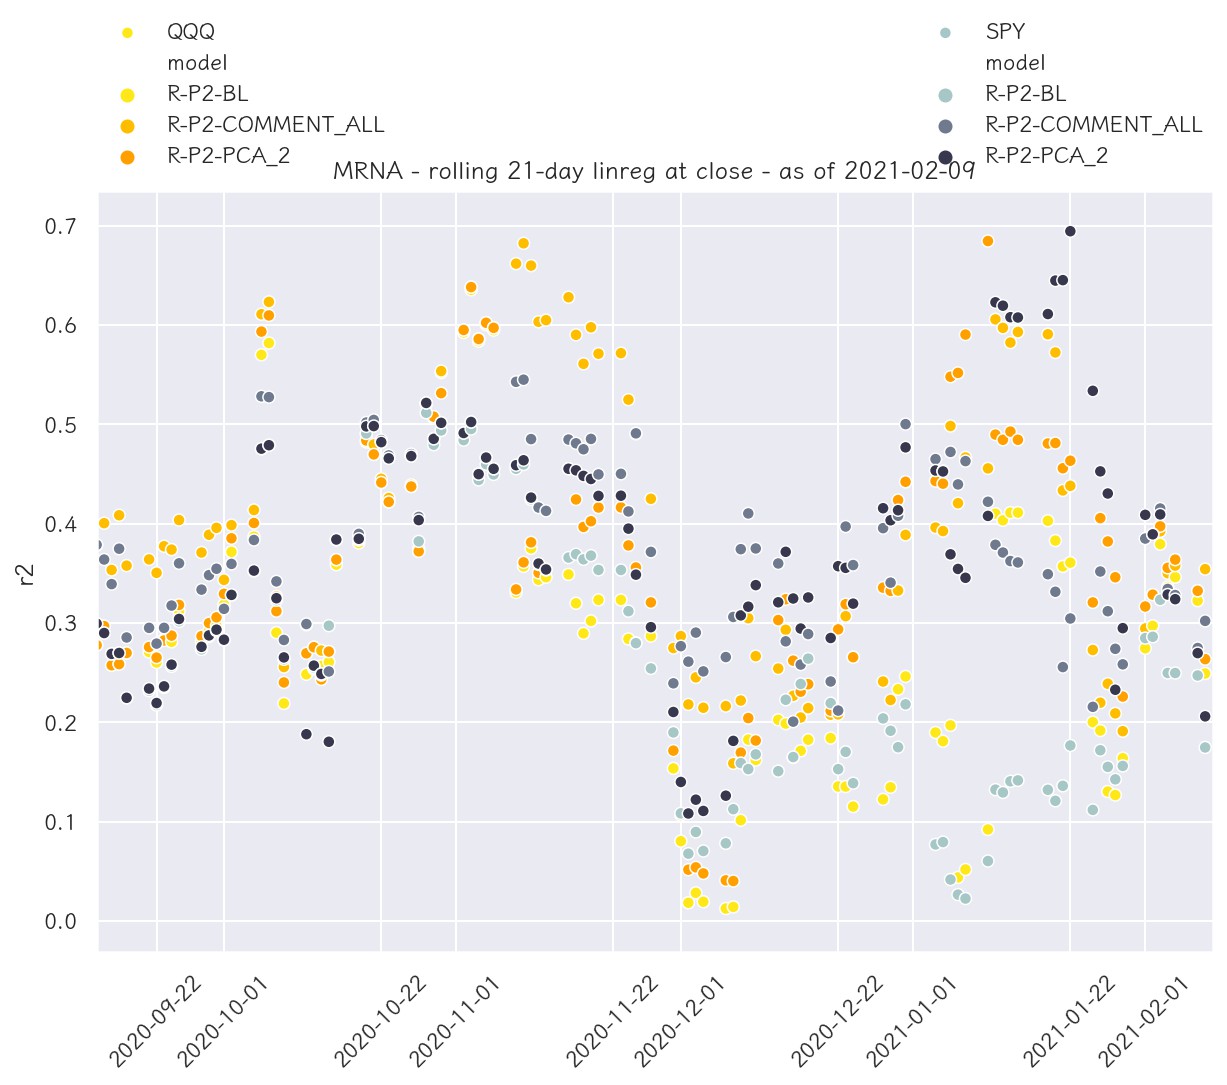 QQQ
model
R-P2-BL
R-P2-COMMENT_ALL
R-P2-PCA_2
SPY
model
R-P2-BL
R-P2-COMMENT_ALL
R-P2-PCA_2
MRNA - rolling 21-day linreg at close - as of 2021-02-09
0.7
0.6
0.5
0.4
0.3
0.2
0.1
0.0
r2
2020-09-22
2020-10-01
2020-10-22
2020-11-01
2020-11-22
2020-12-01
2020-12-22
2021-01-01
2021-01-22
2021-02-01